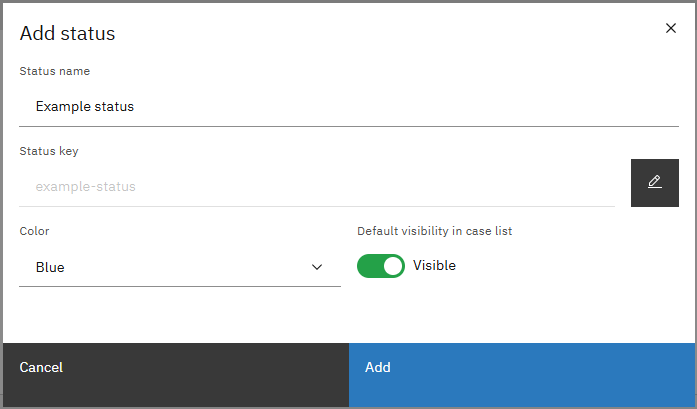 Add status
Status name
Example status
Status key
example-status
Color
Default visibility in case list
Blue
Visible
Cancel
Add